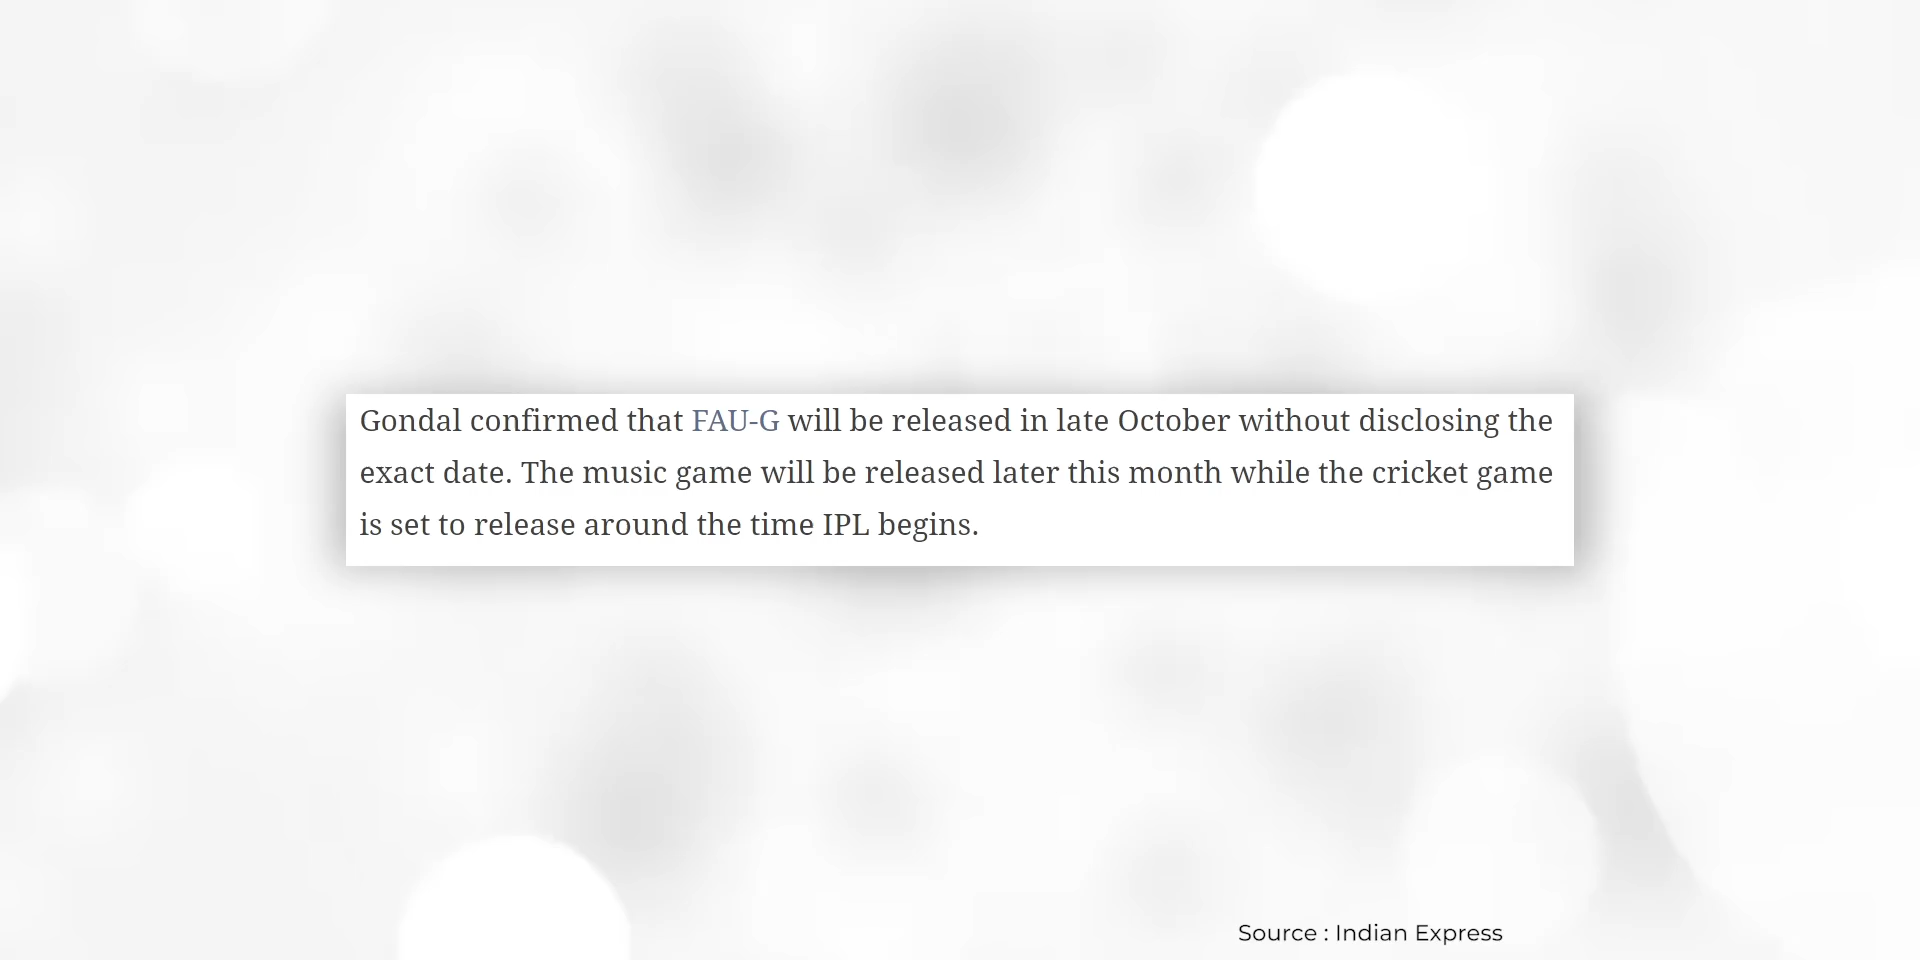 Gondal confirmed that FAU-G will be released in late October without disclosing the
exact date. The music game will be released later this month while the cricket game
is set to release around the time IPL begins.
Source : Indian Express